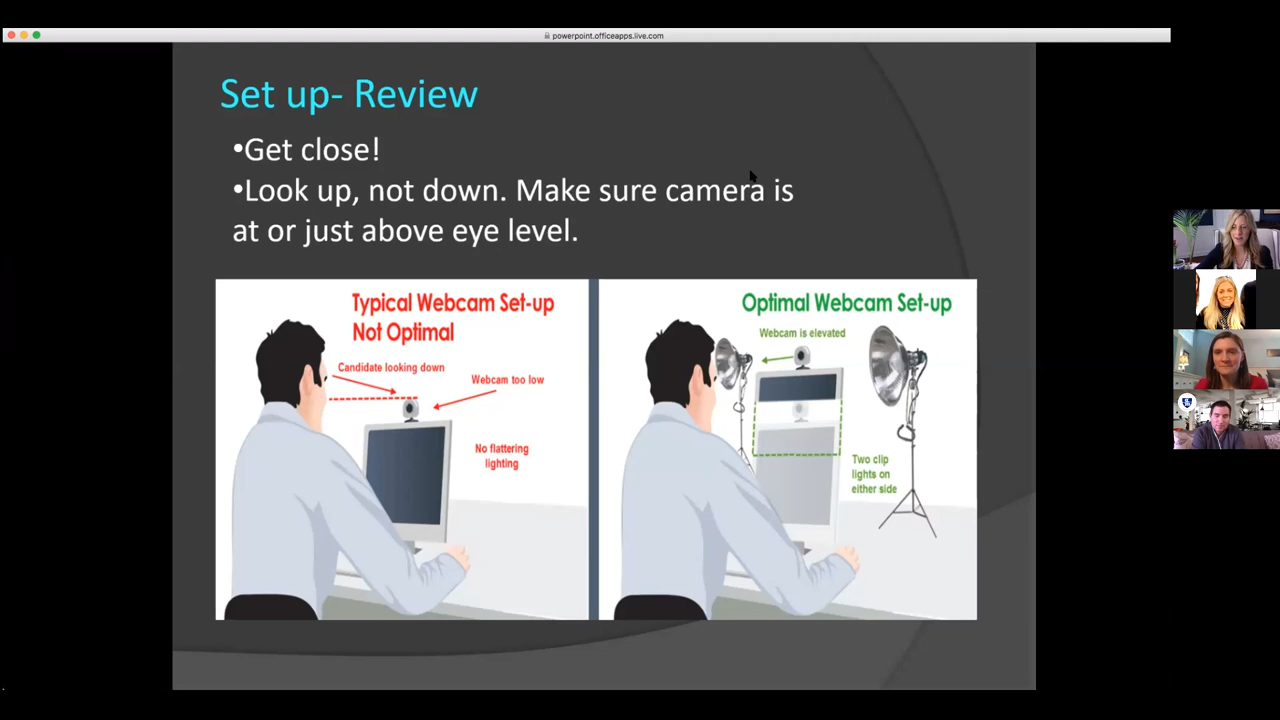 powerpoint.officeapps.live.com
Set up- Review
•Get close!
•Look up, not down. Make sure camera is
at or just above eye level.
Typical Webcam Set-up
Not Optimal
Candidate looking down
Webcam too low
No flattering
lighting
Optimal Webcam Set-up
Webcam is elevated
Two clip
lights on
either side